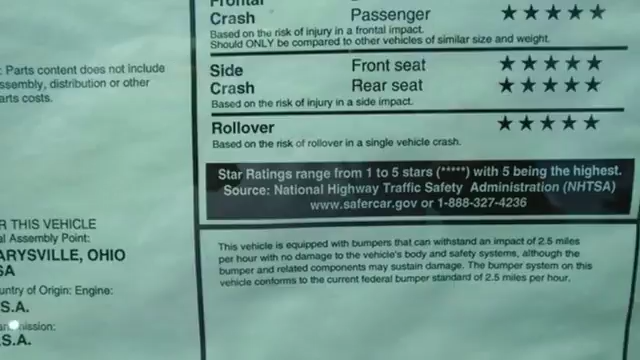 Frontal
Crash Passenger ★★★★★
Based on the risk of injury in a frontal impact.
Should ONLY be compared to other vehicles of similar size and weight.
Side Front seat ★★★★★
Crash Rear seat ★★★★★
Based on the risk of injury in a side impact.
Rollover ★★★★★
Based on the risk of rollover in a single vehicle crash.
Star Ratings range from 1 to 5 stars (*****) with 5 being the highest.
Source: National Highway Traffic Safety Administration (NHTSA)
www.safercar.gov or 1-888-327-4236
This vehicle is equipped with bumpers that can withstand an impact of 2.5 miles
per hour with no damage to the vehicle's body and safety systems, although the
bumper and related components may sustain damage. The bumper system on this
vehicle conforms to the current federal bumper standard of 2.5 miles per hour.
: Parts content does not include
ssembly, distribution or other
arts costs.
R THIS VEHICLE
al Assembly Point:
ARYSVILLE, OHIO
SA
untry of Origin: Engine:
.S.A.
mission:
.S.A.